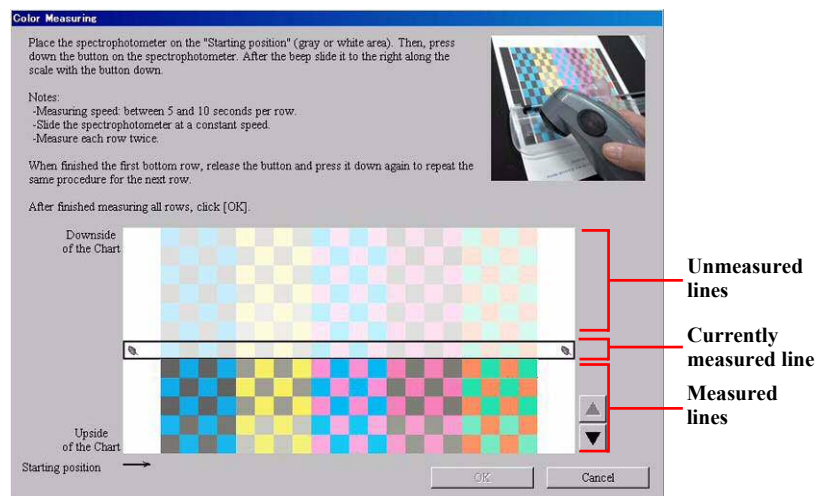 Color Measuring
Place the spectrophotometer on the "Starting position" (gray or white area). Then, press
down the button on the spectrophotometer. After the beep slide it to the right along the
scale with the button down.
Notes:
-Measuring speed: between 5 and 10 seconds per row.
-Slide the spectrophotometer at a constant speed.
-Measure each row twice.
When finished the first bottom row, release the button and press it down again to repeat the
same procedure for the next row.
After finished measuring all rows, click [OK].
Downside
of the Chart
Unmeasured
lines
Currently
measured line
Measured
lines
Upside
of the Chart
Starting position
OK
Cancel